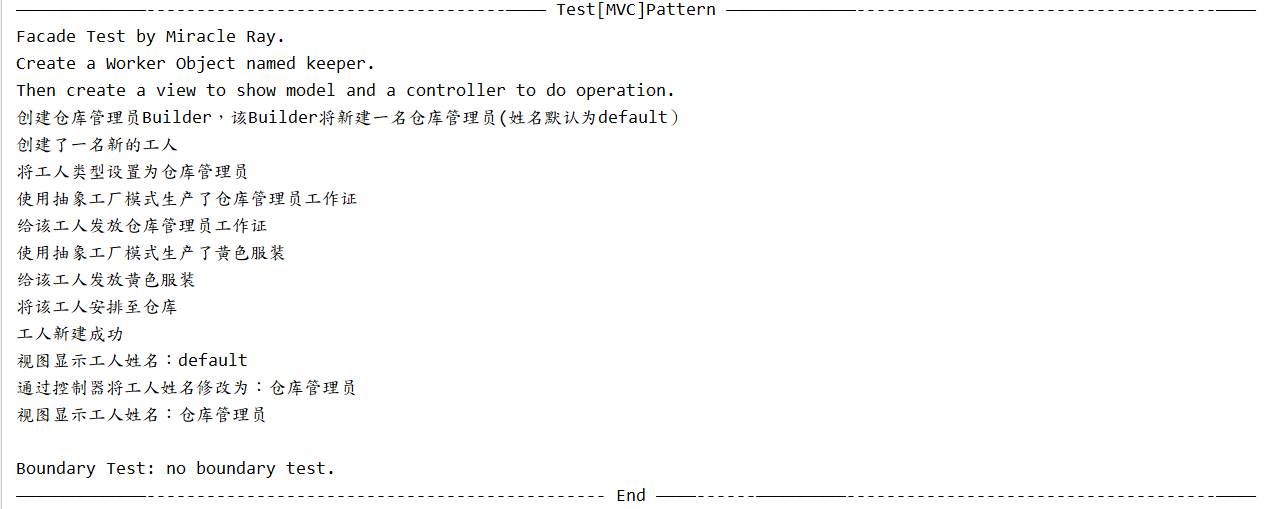 ———————————----------------------------------———— Test[MVC]Pattern ———————————----------------------------------————
Facade Test by Miracle Ray.
Create a Worker Object named keeper.
Then create a view to show model and a controller to do operation.
创建仓库管理员Builder，该Builder将新建一名仓库管理员(姓名默认为default）
创建了一名新的工人
将工人类型设置为仓库管理员
使用抽象工厂模式生产了仓库管理员工作证
给该工人发放仓库管理员工作证
使用抽象工厂模式生产了黄色服装
给该工人发放黄色服装
将该工人安排至仓库
工人新建成功
视图显示工人姓名：default
通过控制器将工人姓名修改为：仓库管理员
视图显示工人姓名：仓库管理员
Boundary Test: no boundary test.
———————————------------------------------------------- End ————------————————----------------------------------————